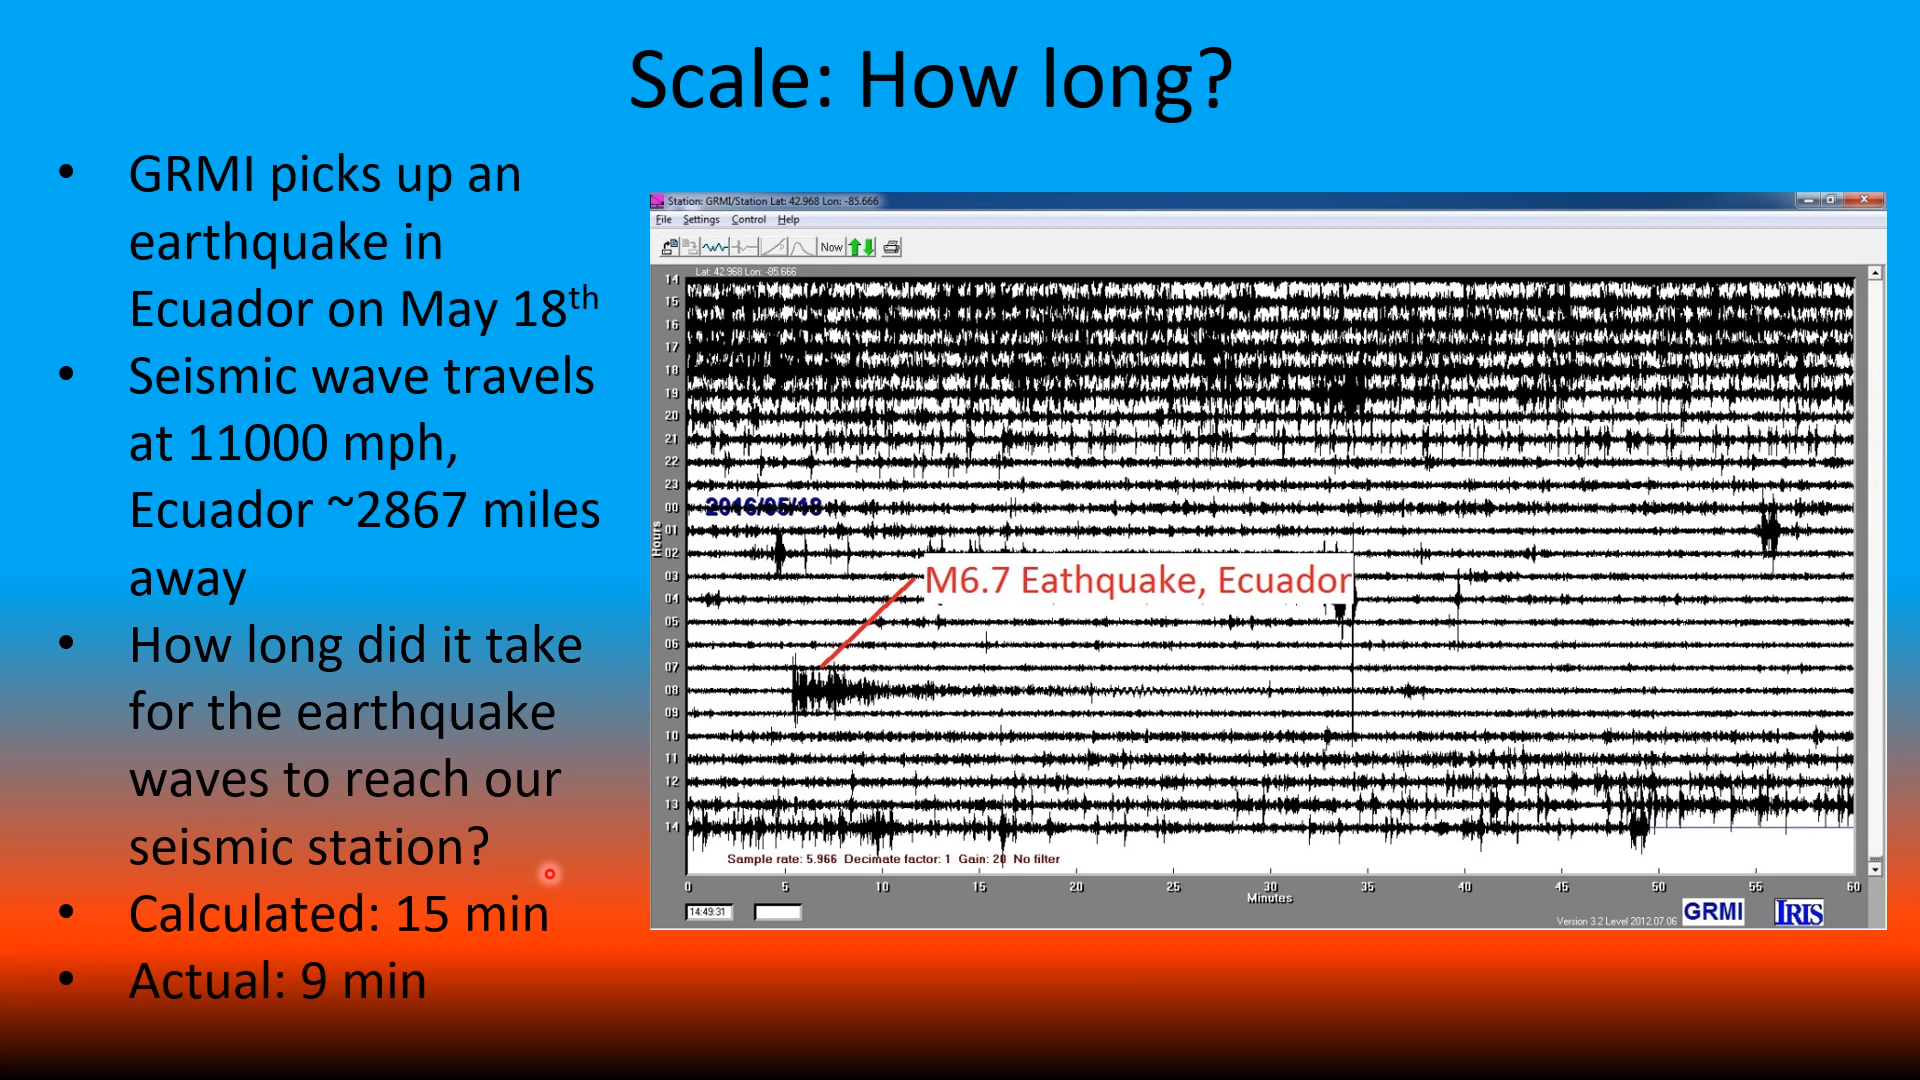 Scale: How long?
• GRMI picks up an
earthquake in
Ecuador on May 18th
• Seismic wave travels
at 11000 mph,
Ecuador ~2867 miles
away
• How long did it take
for the earthquake
waves to reach our
seismic station?
• Calculated: 15 min
• Actual: 9 min
Station: GRMI/Station Lat: 42.968 Lon: -85.666
File Settings Control Help
Now
Lat: 42.968 Lon: -85.666
14
15
16
17
18
19
20
21
22
23
2016/05/18
00
01
Hours
02
03
M6.7 Eathquake, Ecuador
04
05
06
07
08
09
10
11
12
13
14
Sample rate: 5.966 Decimate factor: 1 Gain: 20 No filter
0 5 10 15 20 25 30 35 40 45 50 55 60
Minutes
14:49:31
Version 3.2 Level 2012.07.06
GRMI
IRIS